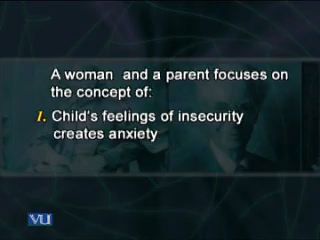 A woman and a parent focuses on
the concept of:
1. Child's feelings of insecurity
creates anxiety
VU